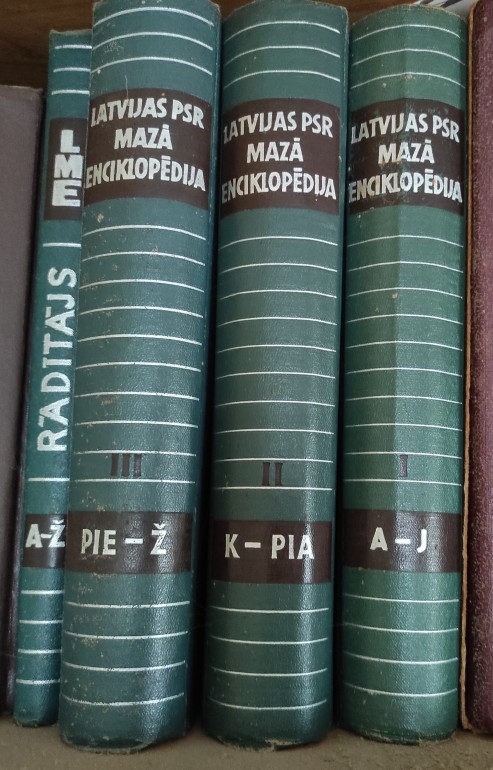 LME
RĀDĪTĀJS
A-Ž
LATVIJAS PSR
MAZĀ
ENCIKLOPĒDIJA
III
PIE-Ž
LATVIJAS PSR
MAZĀ
ENCIKLOPĒDIJA
II
K-PIA
LATVIJAS PSR
MAZĀ
ENCIKLOPĒDIJA
I
A-J